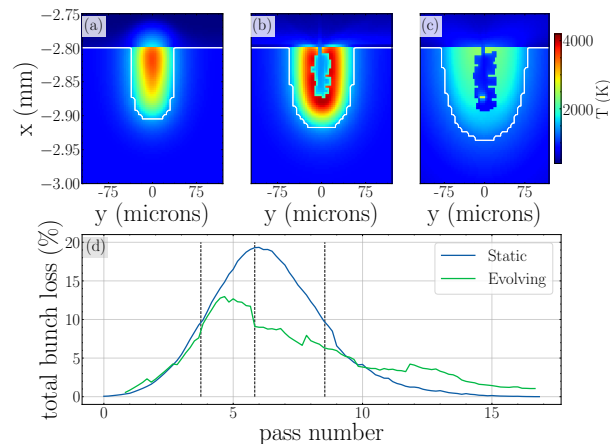 (a)
(b)
(c)
−2.75
−2.80
−2.85
−2.90
−2.95
−3.00
x (mm)
-75 0 75
-75 0 75
-75 0 75
y (microns)
y (microns)
y (microns)
4000
2000
T (K)
(d)
Static
Evolving
20
15
10
5
0
total bunch loss (%)
0 5 10 15
pass number